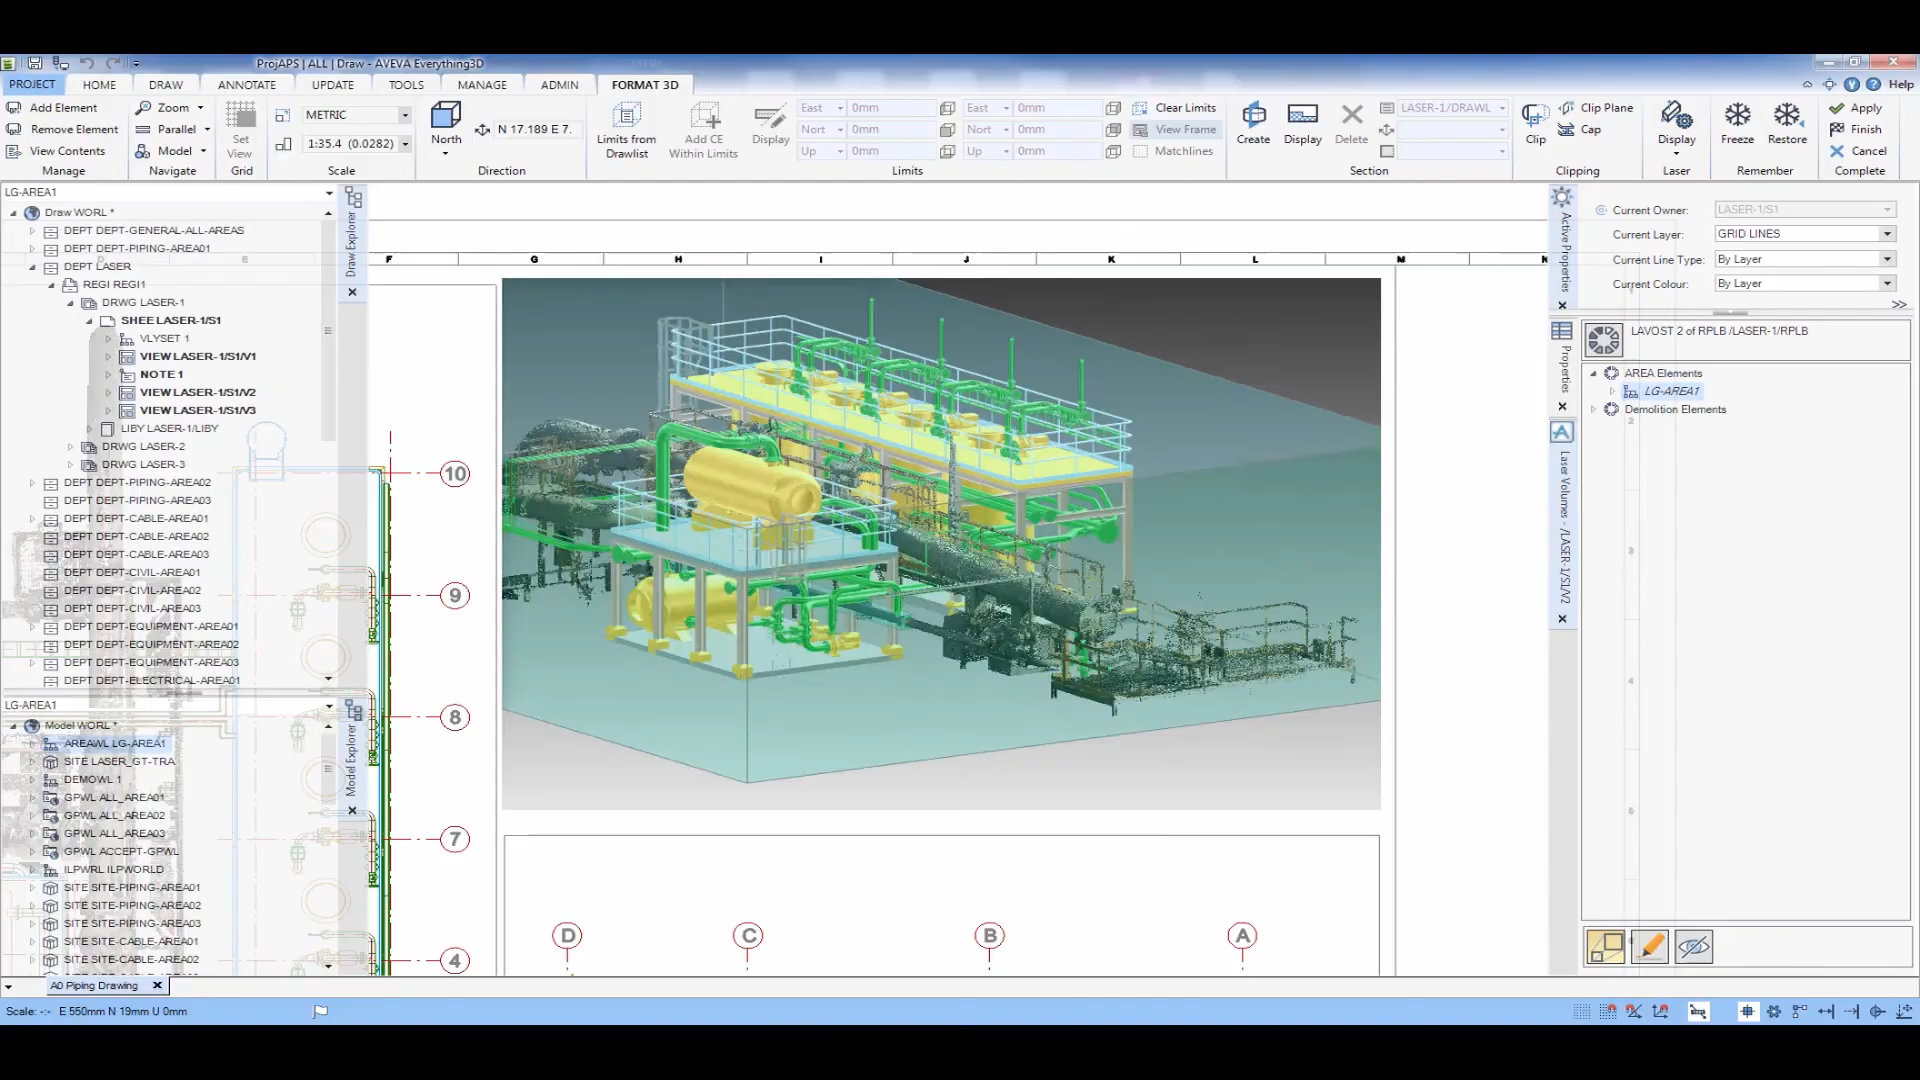 ProjAPS | ALL | Draw - AVEVA Everything3D
PROJECT HOME DRAW ANNOTATE UPDATE TOOLS MANAGE ADMIN FORMAT 3D Help
Add Element
Remove Element
View Contents
Manage
Zoom
Parallel
Model
Navigate
Set
View
Grid
METRIC
1:35.4 (0.0282)
Scale
North
N 17.189 E 7.
Direction
Limits from
Drawlist
Add CE
Within Limits
Display
East 0mm East 0mm
Nort 0mm Nort 0mm
Up 0mm Up 0mm
Clear Limits
View Frame
Matchlines
Limits
Create
Display
Delete
LASER-1/DRAWL
Section
Clip
Clip Plane
Cap
Clipping
Display
Laser
Freeze
Restore
Remember
Apply
Finish
Cancel
Complete
LG-AREA1
Draw WORL *
DEPT DEPT-GENERAL-ALL-AREAS
DEPT DEPT-PIPING-AREA01
DEPT LASER
REGI REGI1
DRWG LASER-1
SHEE LASER-1/S1
VLYSET 1
VIEW LASER-1/S1/V1
NOTE 1
VIEW LASER-1/S1/V2
VIEW LASER-1/S1/V3
LIBY LASER-1/LIBY
DRWG LASER-2
DRWG LASER-3
DEPT DEPT-PIPING-AREA02
DEPT DEPT-PIPING-AREA03
DEPT DEPT-CABLE-AREA01
DEPT DEPT-CABLE-AREA02
DEPT DEPT-CABLE-AREA03
DEPT DEPT-CIVIL-AREA01
DEPT DEPT-CIVIL-AREA02
DEPT DEPT-CIVIL-AREA03
DEPT DEPT-EQUIPMENT-AREA01
DEPT DEPT-EQUIPMENT-AREA02
DEPT DEPT-EQUIPMENT-AREA03
DEPT DEPT-ELECTRICAL-AREA01
Draw Explorer
LG-AREA1
Model WORL *
AREAWL LG-AREA1
SITE LASER_GT-TRA
DEMOWL 1
GPWL ALL_AREA01
GPWL ALL_AREA02
GPWL ALL_AREA03
GPWL ACCEPT-GPWL
ILPWRL ILPWORLD
SITE SITE-PIPING-AREA01
SITE SITE-PIPING-AREA02
SITE SITE-PIPING-AREA03
SITE SITE-CABLE-AREA01
SITE SITE-CABLE-AREA02
Model Explorer
E F G H I J K L M N
10
9
8
7
4
D C B A
Active Properties
Current Owner: LASER-1/S1
Current Layer: GRID LINES
Current Line Type: By Layer
Current Colour: By Layer
Properties
LAVOST 2 of RPLB /LASER-1/RPLB
AREA Elements
LG-AREA1
Demolition Elements
Laser Volumes - /LASER-1/S1/V2
2
3
4
A0 Piping Drawing
Scale: -:- E 550mm N 19mm U 0mm